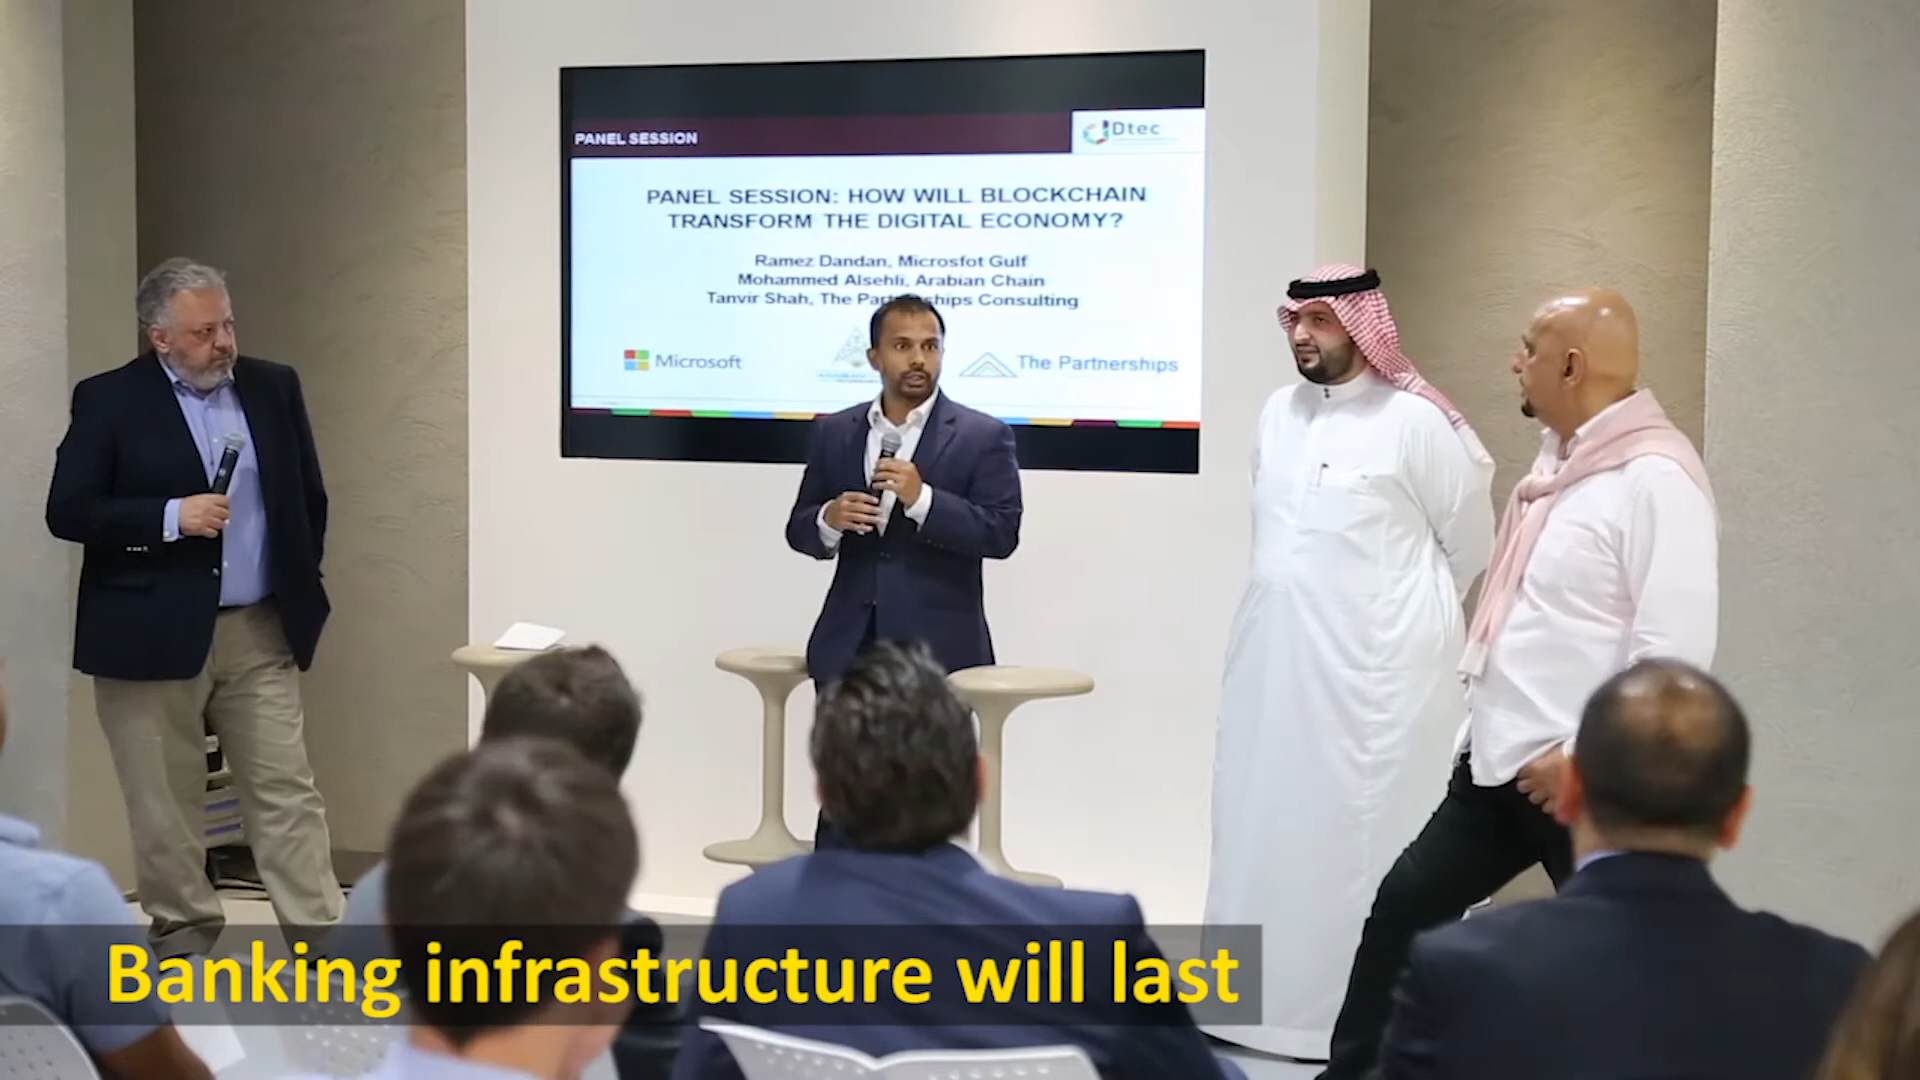 PANEL SESSION
Dtec
PANEL SESSION: HOW WILL BLOCKCHAIN
TRANSFORM THE DIGITAL ECONOMY?
Ramez Dandan, Microsfot Gulf
Mohammed Alsehli, Arabian Chain
Tanvir Shah, The Partnerships Consulting
Microsoft
The Partnerships
Banking infrastructure will last